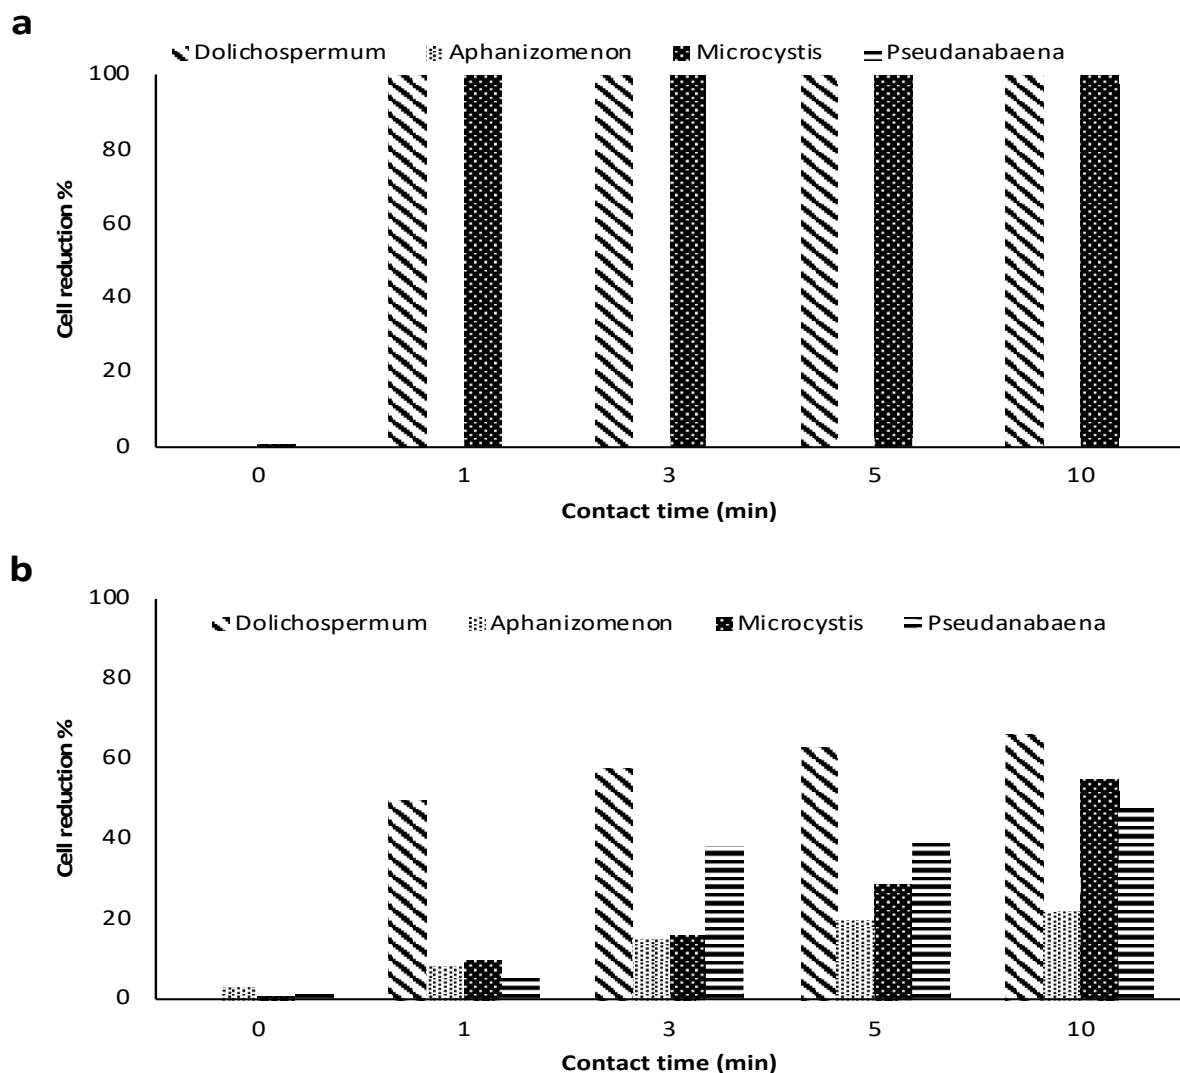 a
Dolichospermum Aphanizomenon Microcystis Pseudanabaena
100
80
60
40
20
0
Cell reduction %
0 1 3 5 10
Contact time (min)
b
100
Dolichospermum Aphanizomenon Microcystis Pseudanabaena
80
60
40
20
0
Cell reduction %
0 1 3 5 10
Contact time (min)